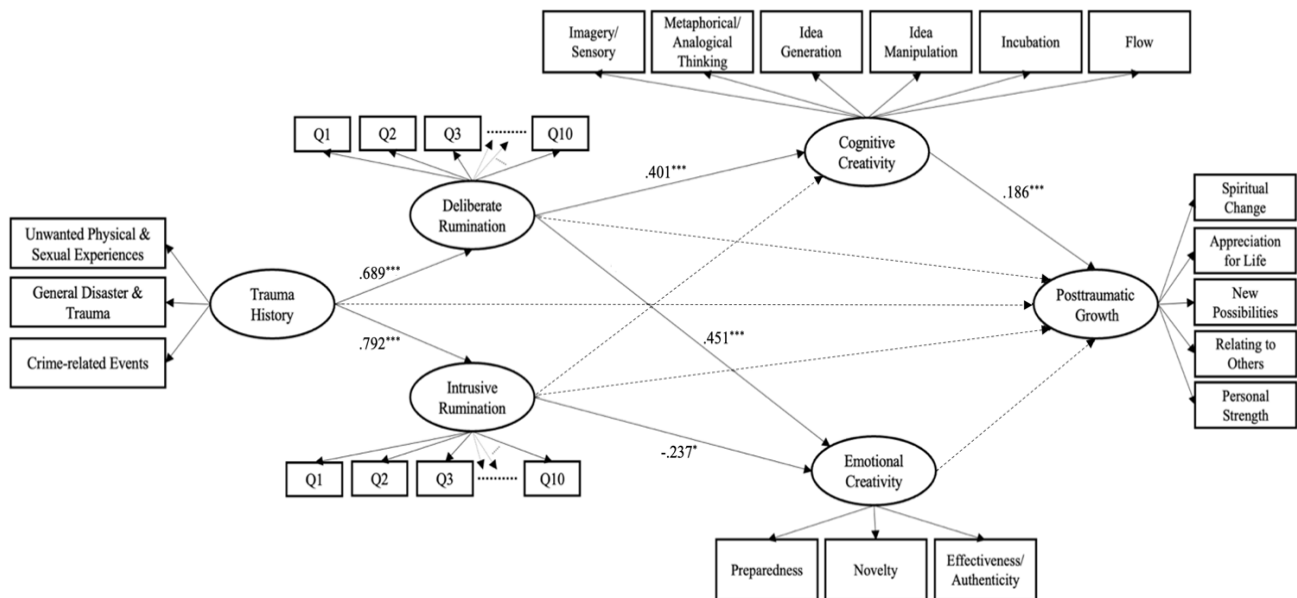 Imagery/
Sensory
Metaphorical/
Analogical
Thinking
Idea
Generation
Idea
Manipulation
Incubation
Flow
Q1
Q2
Q3
Q10
Cognitive
Creativity
.401***
.186***
Deliberate
Rumination
Spiritual
Change
Unwanted Physical &
Sexual Experiences
Appreciation
for Life
.689***
General Disaster &
Trauma
Trauma
History
Posttraumatic
Growth
New
Possibilities
.792***
.451***
Crime-related Events
Relating to
Others
Intrusive
Rumination
Personal
Strength
-.237*
Q1
Q2
Q3
Q10
Emotional
Creativity
Preparedness
Novelty
Effectiveness/
Authenticity